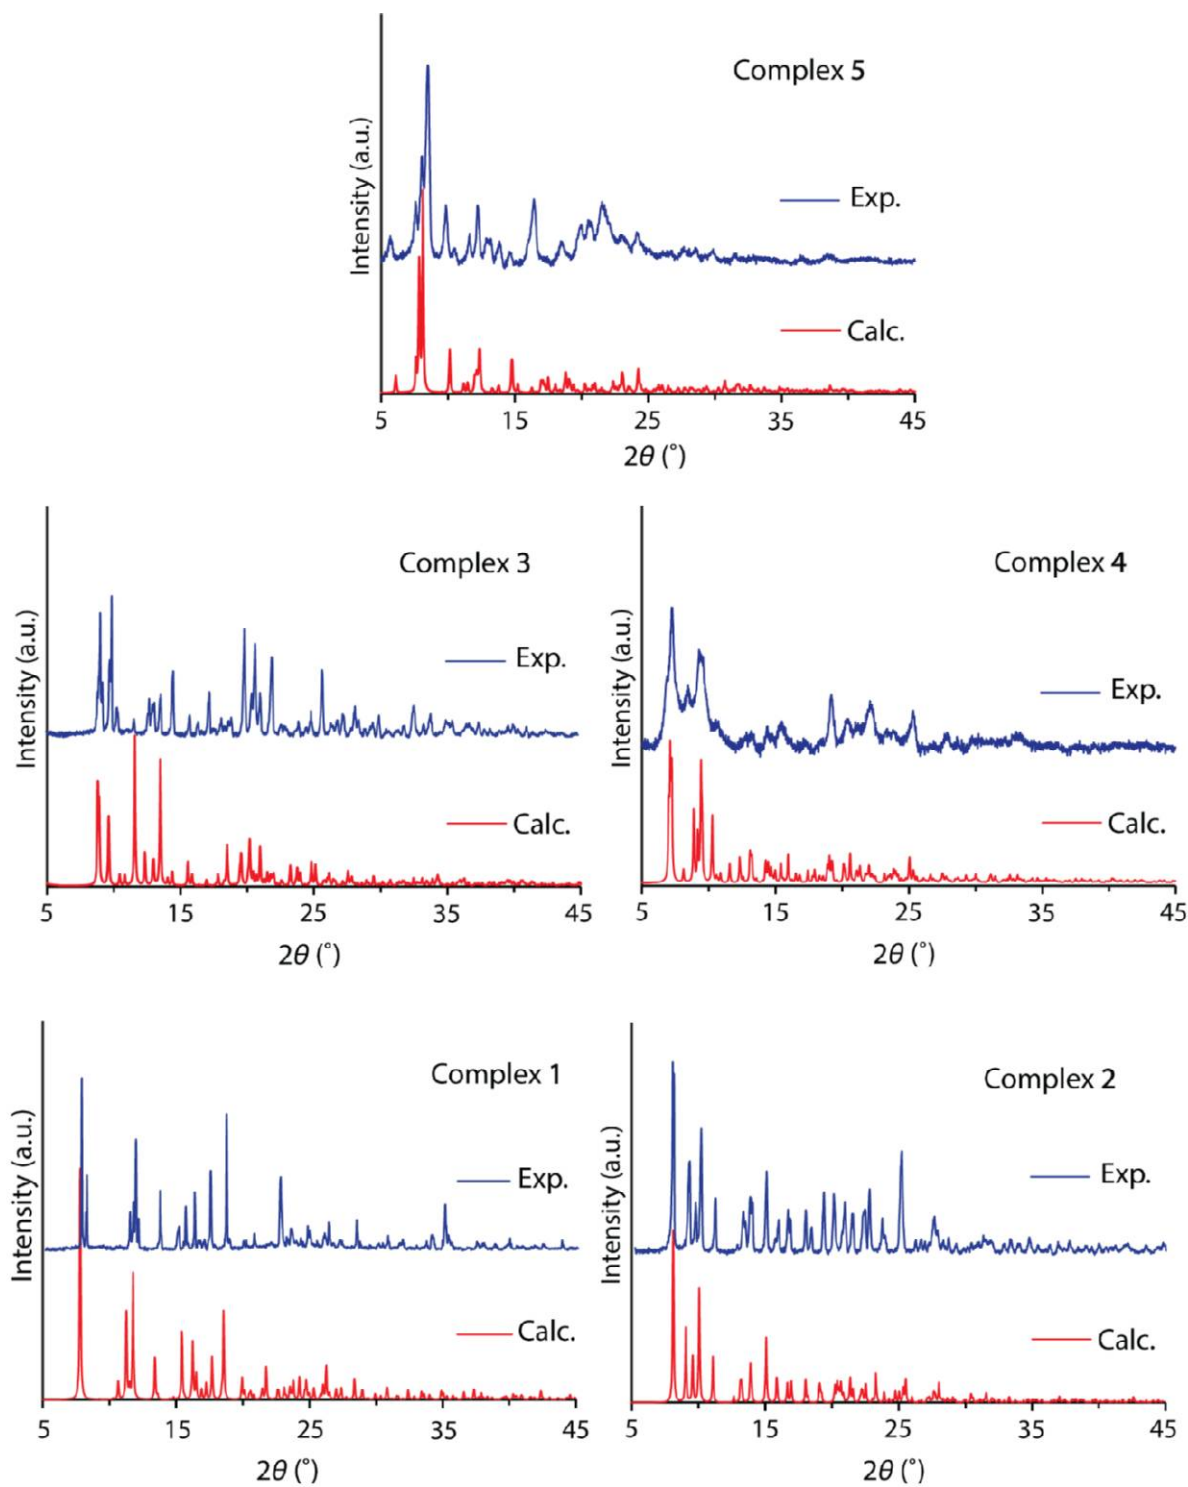 Complex 5
Intensity (a.u.)
Exp.
Calc.
5 15 25 35 45
2θ (°)
Complex 3
Intensity (a.u.)
Exp.
Calc.
5 15 25 35 45
2θ (°)
Complex 4
Intensity (a.u.)
Exp.
Calc.
5 15 25 35 45
2θ (°)
Complex 1
Intensity (a.u.)
Exp.
Calc.
5 15 25 35 45
2θ (°)
Complex 2
Intensity (a.u.)
Exp.
Calc.
5 15 25 35 45
2θ (°)